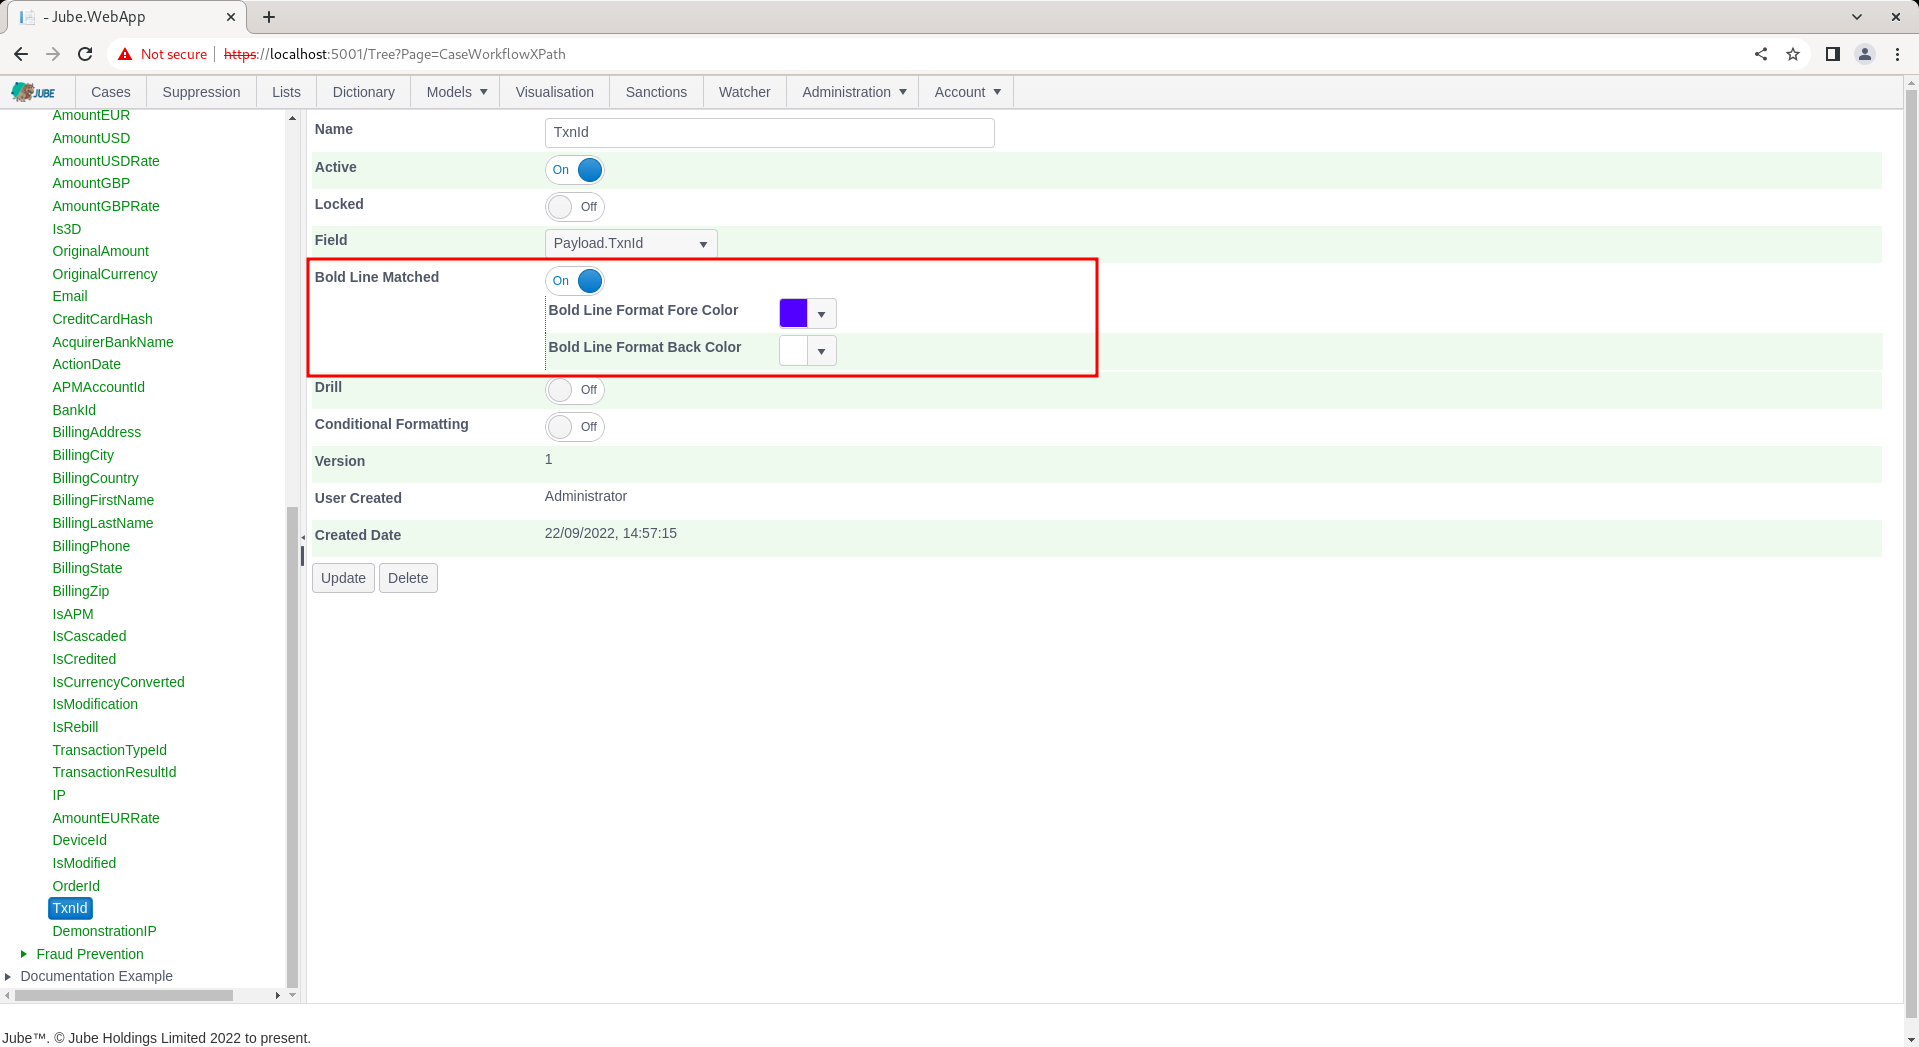 - Jube.WebApp
Not secure https://localhost:5001/Tree?Page=CaseWorkflowXPath
JUBE Cases Suppression Lists Dictionary Models Visualisation Sanctions Watcher Administration Account
AmountEUR
AmountUSD
AmountUSDRate
AmountGBP
AmountGBPRate
Is3D
OriginalAmount
OriginalCurrency
Email
CreditCardHash
AcquirerBankName
ActionDate
APMAccountId
BankId
BillingAddress
BillingCity
BillingCountry
BillingFirstName
BillingLastName
BillingPhone
BillingState
BillingZip
IsAPM
IsCascaded
IsCredited
IsCurrencyConverted
IsModification
IsRebill
TransactionTypeId
TransactionResultId
IP
AmountEURRate
DeviceId
IsModified
OrderId
TxnId
DemonstrationIP
Fraud Prevention
Documentation Example
Name TxnId
Active On
Locked Off
Field Payload.TxnId
Bold Line Matched On
Bold Line Format Fore Color
Bold Line Format Back Color
Drill Off
Conditional Formatting Off
Version 1
User Created Administrator
Created Date 22/09/2022, 14:57:15
Update Delete
Jube™. © Jube Holdings Limited 2022 to present.